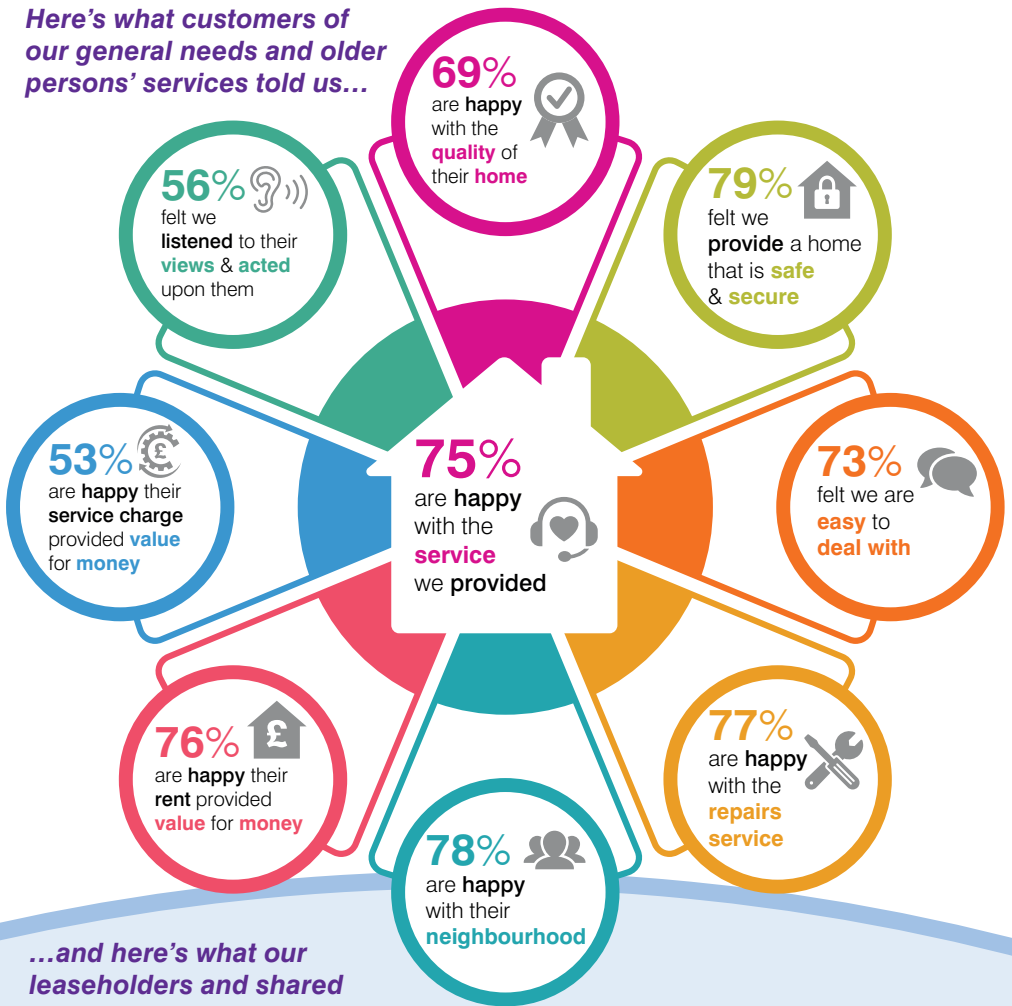 Here’s what customers of
our general needs and older
persons’ services told us…
69%
are happy
with the
quality of
their home
79%
felt we
provide a home
that is safe
& secure
73%
felt we are
easy to
deal with
77%
are happy
with the
repairs
service
78%
are happy
with their
neighbourhood
76%
£
are happy their
rent provided
value for money
53%
£
are happy their
service charge
provided value
for money
56%
felt we
listened to their
views & acted
upon them
75%
are happy
with the
service
we provided
…and here’s what our
leaseholders and shared